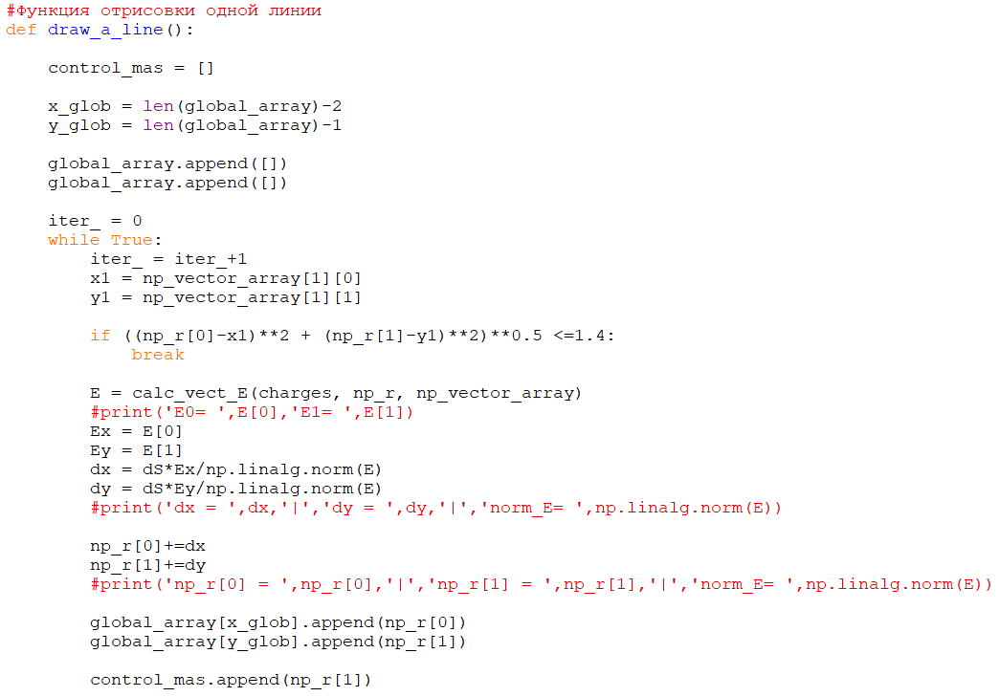 #Функция отрисовки одной линии
def draw_a_line():
    control_mas = []
    x_glob = len(global_array)-2
    y_glob = len(global_array)-1
    global_array.append([])
    global_array.append([])
    iter_ = 0
    while True:
        iter_ = iter_+1
        x1 = np_vector_array[1][0]
        y1 = np_vector_array[1][1]
        if ((np_r[0]-x1)**2 + (np_r[1]-y1)**2)**0.5 <=1.4:
            break
        E = calc_vect_E(charges, np_r, np_vector_array)
        #print('E0= ',E[0],'E1= ',E[1])
        Ex = E[0]
        Ey = E[1]
        dx = dS*Ex/np.linalg.norm(E)
        dy = dS*Ey/np.linalg.norm(E)
        #print('dx = ',dx,'|','dy = ',dy,'|','norm_E= ',np.linalg.norm(E))
        np_r[0]+=dx
        np_r[1]+=dy
        #print('np_r[0] = ',np_r[0],'|','np_r[1] = ',np_r[1],'|','norm_E= ',np.linalg.norm(E))
        global_array[x_glob].append(np_r[0])
        global_array[y_glob].append(np_r[1])
        control_mas.append(np_r[1])